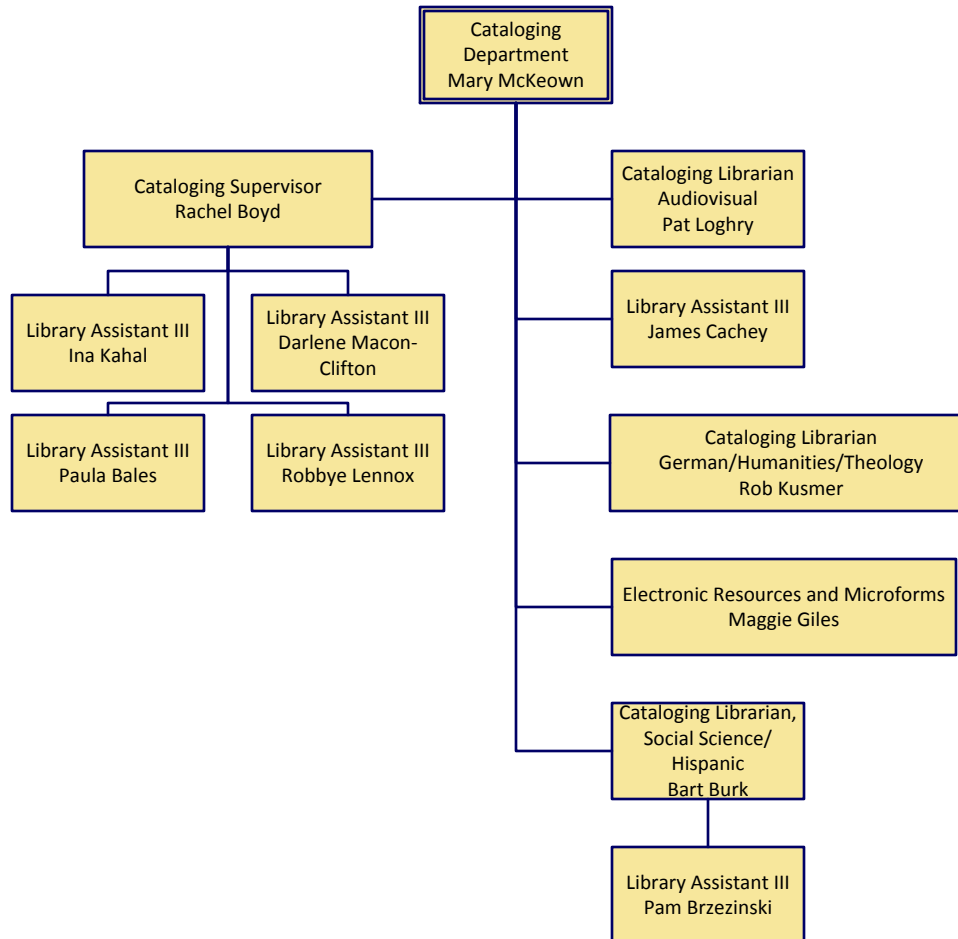 Cataloging
Department
Mary McKeown
Cataloging Supervisor
Rachel Boyd
Cataloging Librarian
Audiovisual
Pat Loghry
Library Assistant III
Ina Kahal
Library Assistant III
Darlene Macon-
Clifton
Library Assistant III
James Cachey
Library Assistant III
Paula Bales
Library Assistant III
Robbye Lennox
Cataloging Librarian
German/Humanities/Theology
Rob Kusmer
Electronic Resources and Microforms
Maggie Giles
Cataloging Librarian,
Social Science/
Hispanic
Bart Burk
Library Assistant III
Pam Brzezinski